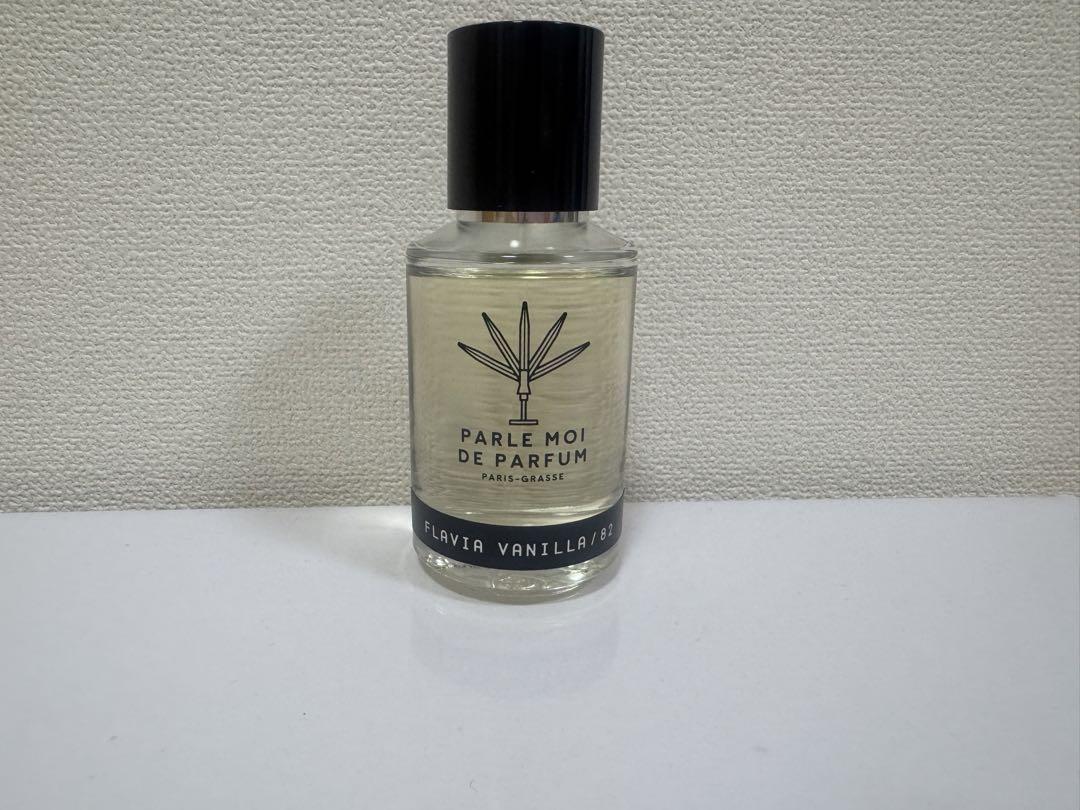 PARLE MOI
DE PARFUM
PARIS-GRASSE
FLAVIA VANILLA/82